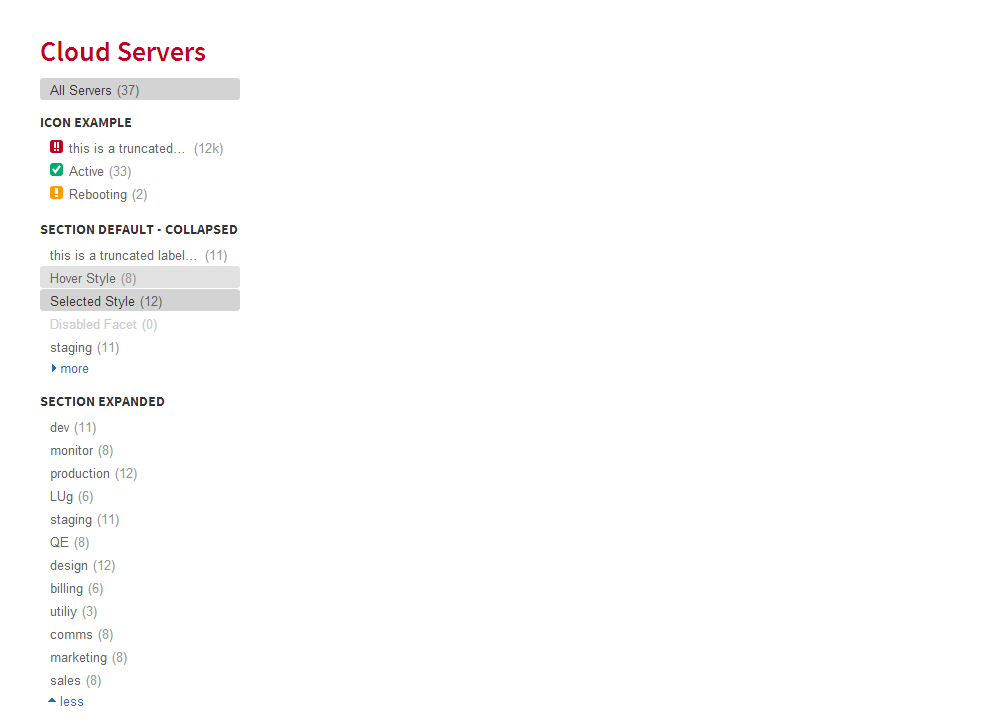 Cloud Servers
All Servers (37)
ICON EXAMPLE
this is a truncated... (12k)
Active (33)
Rebooting (2)
SECTION DEFAULT - COLLAPSED
this is a truncated label... (11)
Hover Style (8)
Selected Style (12)
Disabled Facet (0)
staging (11)
more
SECTION EXPANDED
dev (11)
monitor (8)
production (12)
LUg (6)
staging (11)
QE (8)
design (12)
billing (6)
utiliy (3)
comms (8)
marketing (8)
sales (8)
less